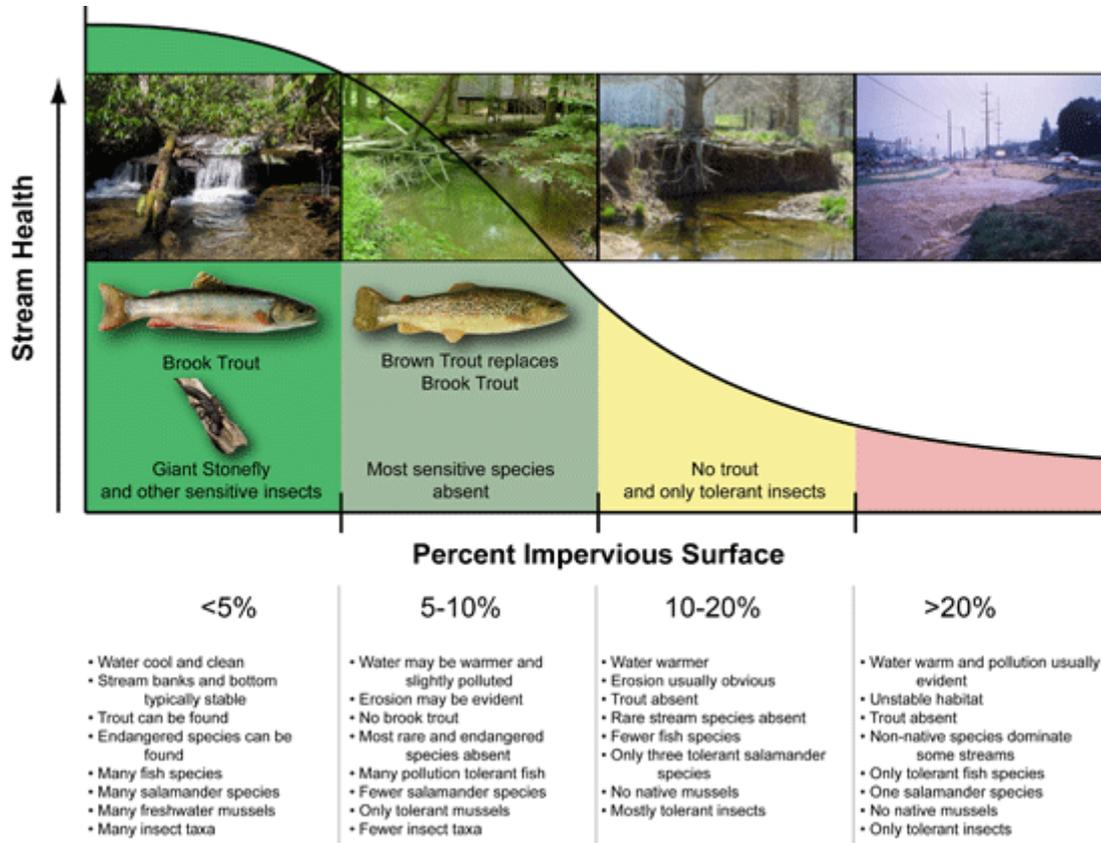 Stream Health
Brook Trout
Giant Stonefly
and other sensitive insects
Brown Trout replaces
Brook Trout
Most sensitive species
absent
No trout
and only tolerant insects
Percent Impervious Surface
<5%
• Water cool and clean
• Stream banks and bottom
typically stable
• Trout can be found
• Endangered species can be
found
• Many fish species
• Many salamander species
• Many freshwater mussels
• Many insect taxa
5-10%
• Water may be warmer and
slightly polluted
• Erosion may be evident
• No brook trout
• Most rare and endangered
species absent
• Many pollution tolerant fish
• Fewer salamander species
• Only tolerant mussels
• Fewer insect taxa
10-20%
• Water warmer
• Erosion usually obvious
• Trout absent
• Rare stream species absent
• Fewer fish species
• Only three tolerant salamander
species
• No native mussels
• Mostly tolerant insects
>20%
• Water warm and pollution usually
evident
• Unstable habitat
• Trout absent
• Non-native species dominate
some streams
• Only tolerant fish species
• One salamander species
• No native mussels
• Only tolerant insects